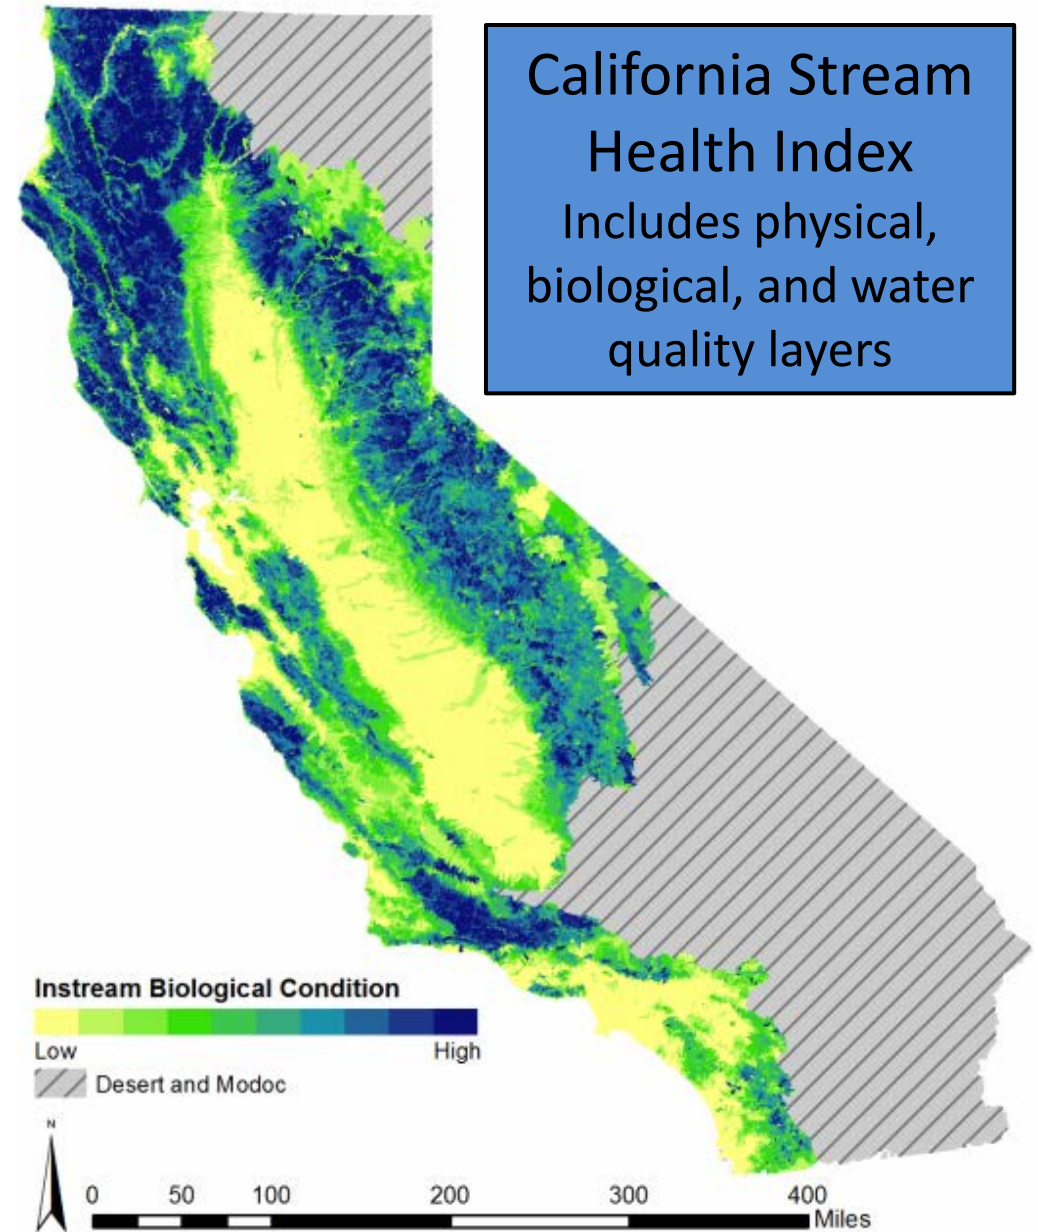 California Stream
Health Index
Includes physical,
biological, and water
quality layers
Instream Biological Condition
Low High
Desert and Modoc
N
0 50 100 200 300 400
Miles